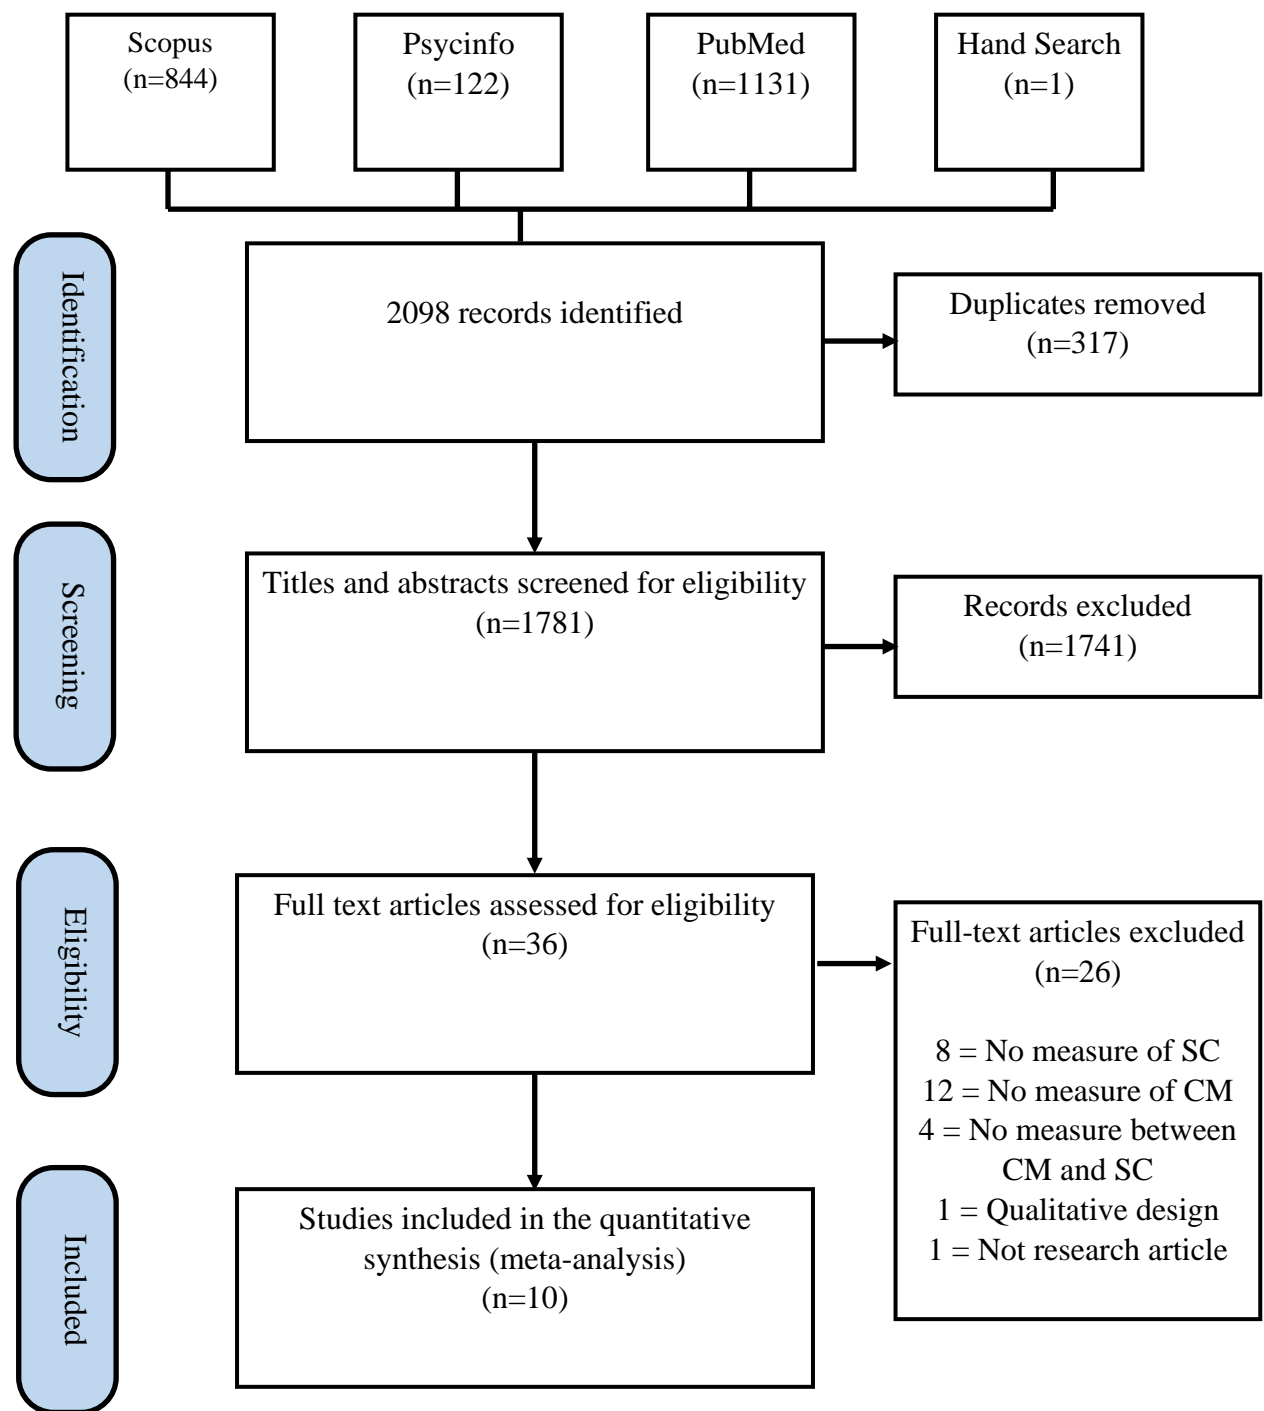 Scopus
(n=844)
Psycinfo
(n=122)
PubMed
(n=1131)
Hand Search
(n=1)
Identification
2098 records identified
Duplicates removed
(n=317)
Screening
Titles and abstracts screened for eligibility
(n=1781)
Records excluded
(n=1741)
Eligibility
Full text articles assessed for eligibility
(n=36)
Full-text articles excluded
(n=26)
8 = No measure of SC
12 = No measure of CM
4 = No measure between
CM and SC
1 = Qualitative design
1 = Not research article
Included
Studies included in the quantitative
synthesis (meta-analysis)
(n=10)